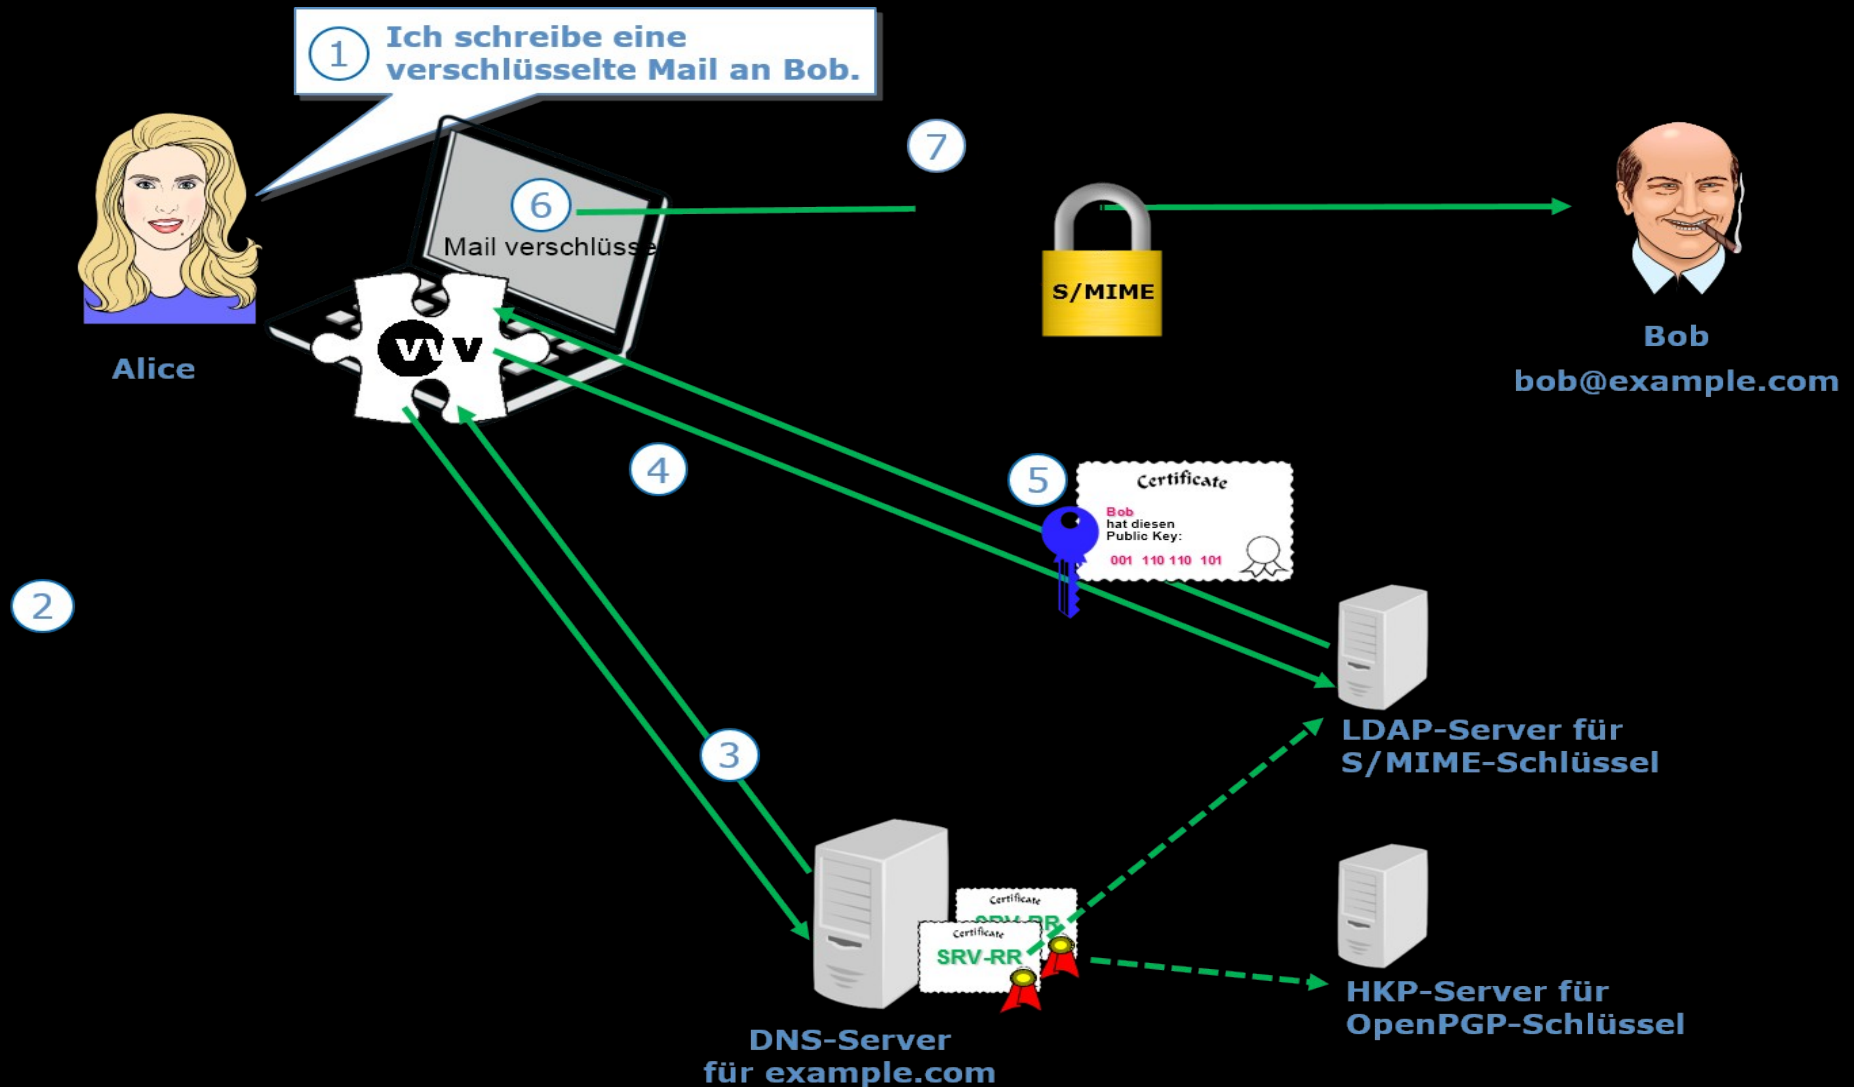 1
Ich schreibe eine
verschlüsselte Mail an Bob.
7
6
Mail verschlüsse
S/MIME
Alice
Bob
bob@example.com
4
5
Certificate
Bob
hat diesen
Public Key:
001 110 110 101
2
3
LDAP-Server für
S/MIME-Schlüssel
Certificate
SRV-RR
Certificate
SRV-RR
HKP-Server für
OpenPGP-Schlüssel
DNS-Server
für example.com